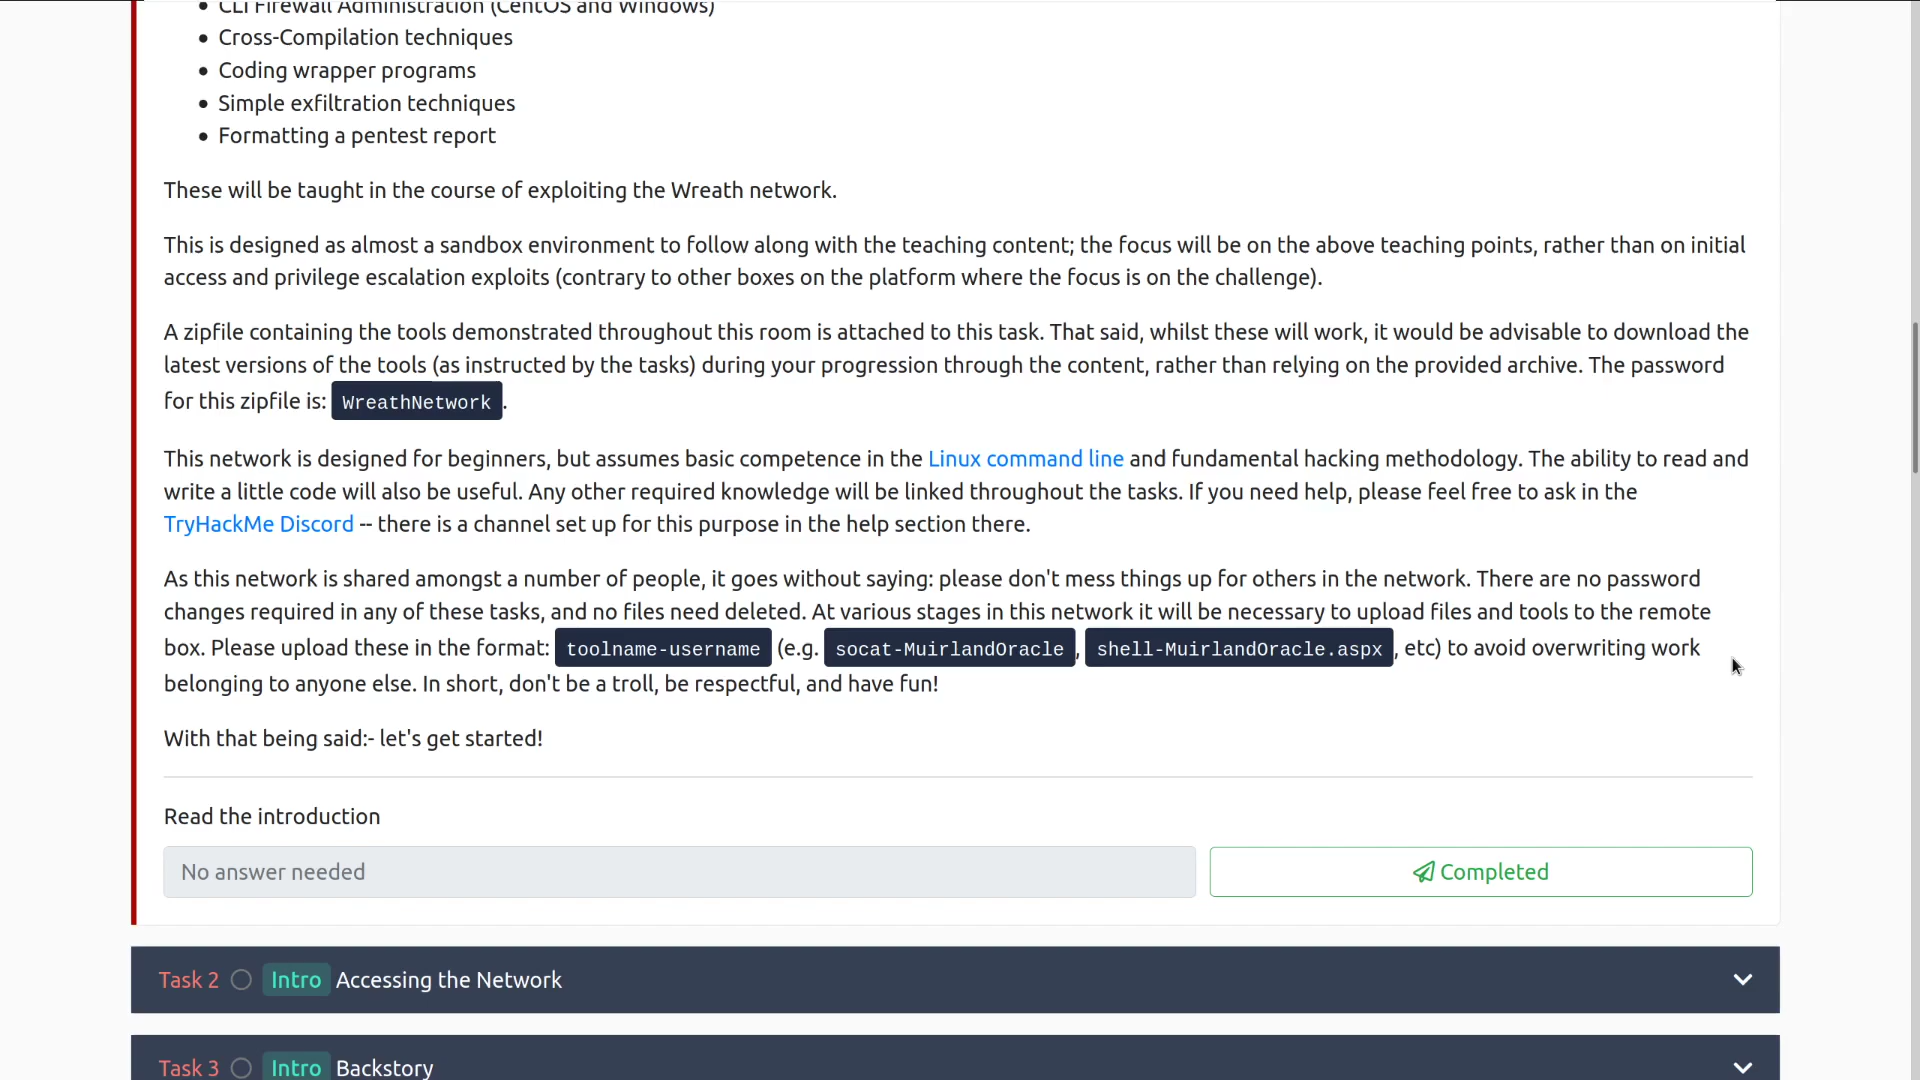 CLI Firewall Administration (CentOS and Windows)
Cross-Compilation techniques
Coding wrapper programs
Simple exfiltration techniques
Formatting a pentest report
These will be taught in the course of exploiting the Wreath network.
This is designed as almost a sandbox environment to follow along with the teaching content; the focus will be on the above teaching points, rather than on initial
access and privilege escalation exploits (contrary to other boxes on the platform where the focus is on the challenge).
A zipfile containing the tools demonstrated throughout this room is attached to this task. That said, whilst these will work, it would be advisable to download the
latest versions of the tools (as instructed by the tasks) during your progression through the content, rather than relying on the provided archive. The password
for this zipfile is: WreathNetwork.
This network is designed for beginners, but assumes basic competence in the Linux command line and fundamental hacking methodology. The ability to read and
write a little code will also be useful. Any other required knowledge will be linked throughout the tasks. If you need help, please feel free to ask in the
TryHackMe Discord -- there is a channel set up for this purpose in the help section there.
As this network is shared amongst a number of people, it goes without saying: please don't mess things up for others in the network. There are no password
changes required in any of these tasks, and no files need deleted. At various stages in this network it will be necessary to upload files and tools to the remote
box. Please upload these in the format: toolname-username (e.g. socat-MuirlandOracle, shell-MuirlandOracle.aspx, etc) to avoid overwriting work
belonging to anyone else. In short, don't be a troll, be respectful, and have fun!
With that being said:- let's get started!
Read the introduction
No answer needed
Completed
Task 2 Intro Accessing the Network
Task 3 Intro Backstory